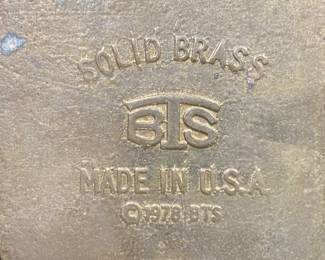 SOLID BRASS
BTS
MADE IN U.S.A.
© 1978 BTS